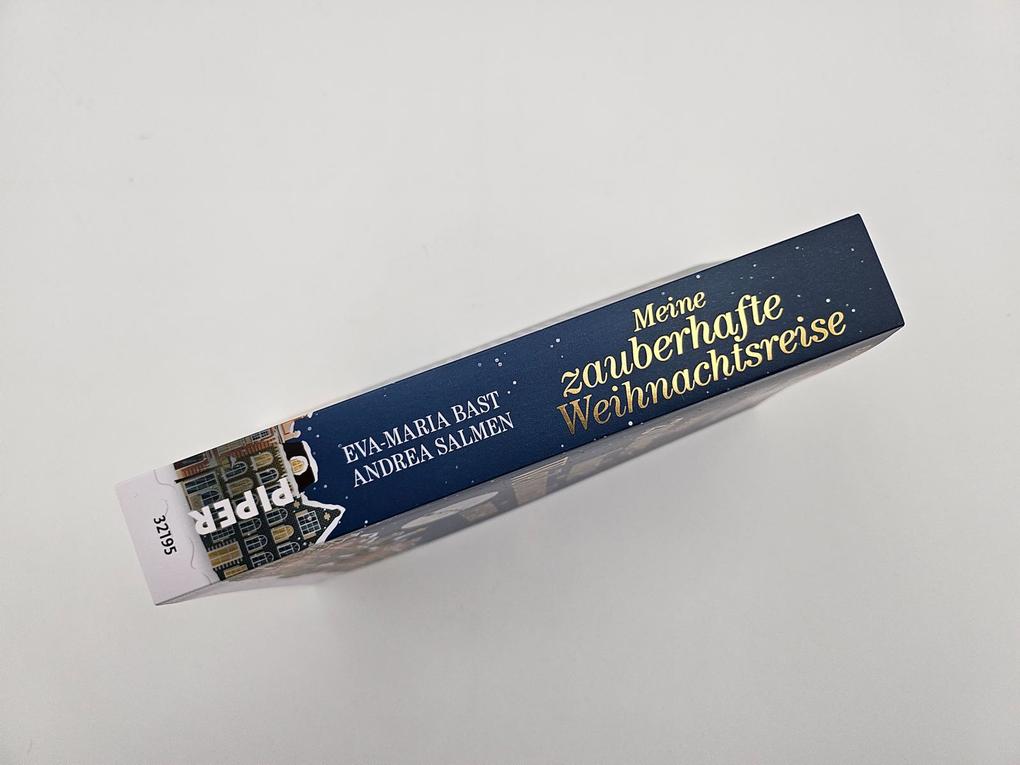 EVA-MARIA BAST
ANDREA SALMEN
Meine
zauberhafte
Weihnachtsreise
PIPER
32195